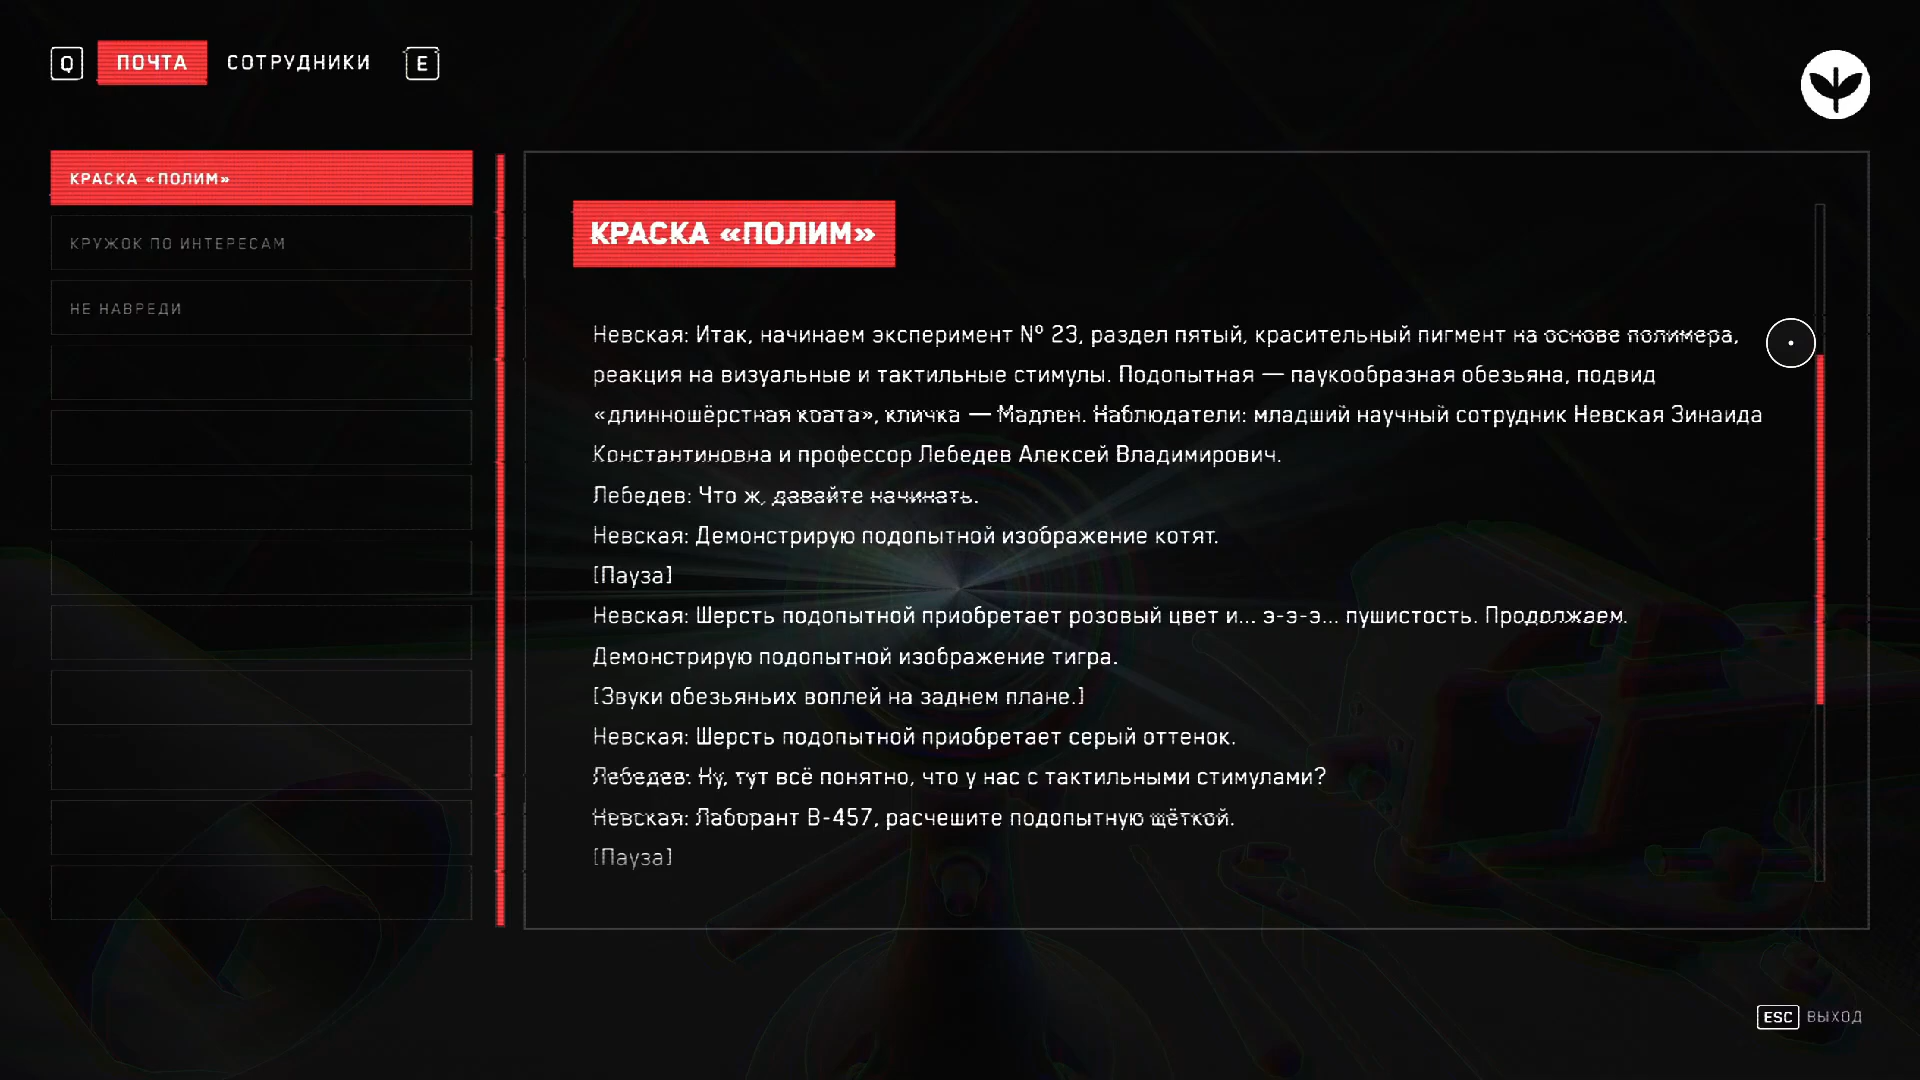 Q ПОЧТА СОТРУДНИКИ E
КРАСКА «ПОЛИМ»
КРУЖОК ПО ИНТЕРЕСАМ
НЕ НАВРЕДИ
КРАСКА «ПОЛИМ»
Невская: Итак, начинаем эксперимент № 23, раздел пятый, красительный пигмент на основе полимера,
реакция на визуальные и тактильные стимулы. Подопытная — паукообразная обезьяна, подвид
«длинношёрстная коата», кличка — Мадлен. Наблюдатели: младший научный сотрудник Невская Зинаида
Константиновна и профессор Лебедев Алексей Владимирович.
Лебедев: Что ж, давайте начинать.
Невская: Демонстрирую подопытной изображение котят.
[Пауза]
Невская: Шерсть подопытной приобретает розовый цвет и... э-э-э... пушистость. Продолжаем.
Демонстрирую подопытной изображение тигра.
[Звуки обезьяньих воплей на заднем плане.]
Невская: Шерсть подопытной приобретает серый оттенок.
Лебедев: Ну, тут всё понятно, что у нас с тактильными стимулами?
Невская: Лаборант В-457, расчешите подопытную щёткой.
[Пауза]
ESC ВЫХОД